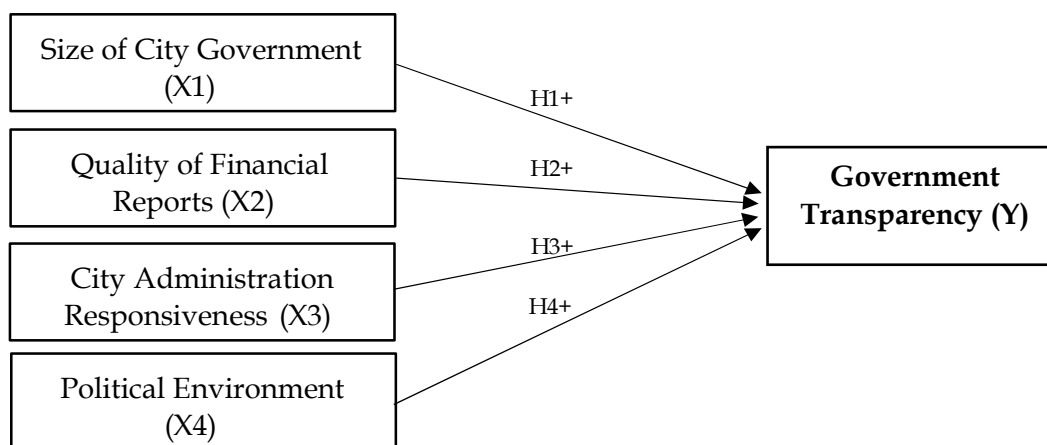 Size of City Government
(X1)
H1+
Quality of Financial
Reports (X2)
H2+
Government
Transparency (Y)
City Administration
Responsiveness (X3)
H3+
H4+
Political Environment
(X4)